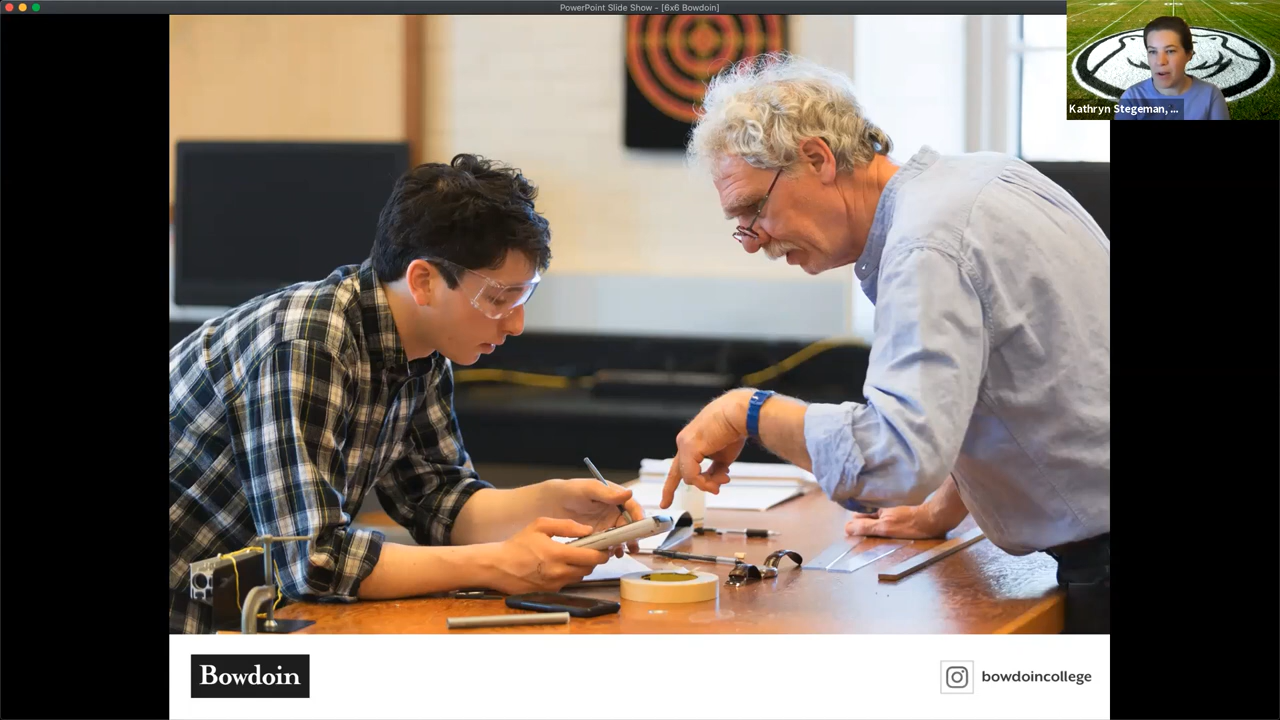 PowerPoint Slide Show - [6x6 Bowdoin]
Kathryn Stegeman, ...
Bowdoin
bowdoincollege